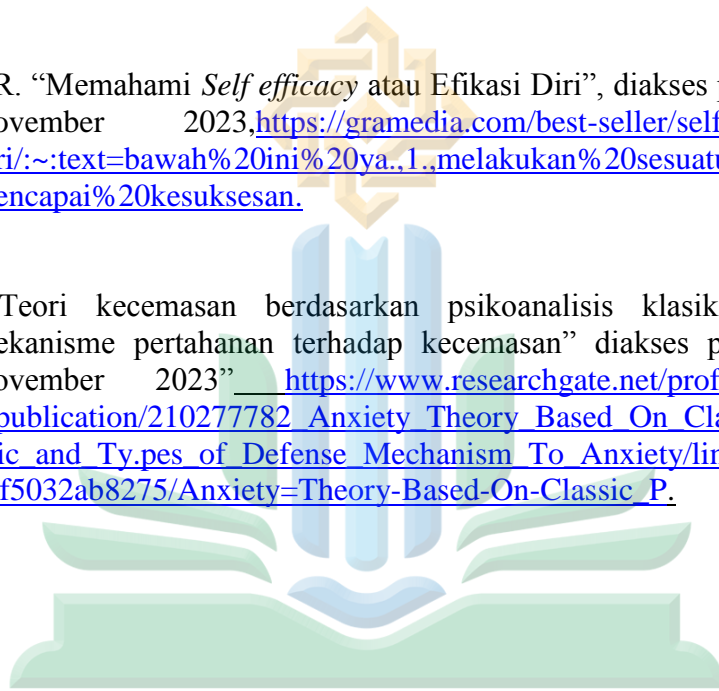 R. “Memahami Self efficacy atau Efikasi Diri”, diakses
ovember 2023,https://gramedia.com/best-seller/self
ri/:~:text=bawah%20ini%20ya.,1.,melakukan%20sesuatu
encapai%20kesuksesan.
Teori kecemasan berdasarkan psikoanalisis klasik
ekanisme pertahanan terhadap kecemasan” diakses
ovember 2023” https://www.researchgate.net/prof
publication/210277782_Anxiety_Theory_Based_On_Cla
ic_and_Ty.pes_of_Defense_Mechanism_To_Anxiety/lin
f5032ab8275/Anxiety=Theory-Based-On-Classic_P.